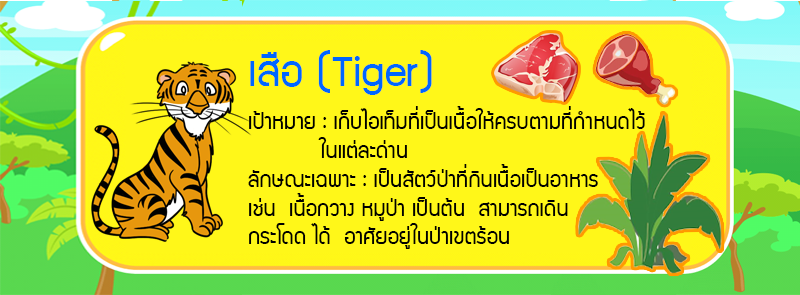 เสือ (Tiger)
เป้าหมาย : เก็บไอเท็มที่เป็นเนื้อให้ครบตามที่กำหนดไว้
ในแต่ละด่าน
ลักษณะเฉพาะ : เป็นสัตว์ป่าที่กินเนื้อเป็นอาหาร
เช่น เนื้อกวาง หมูป่า เป็นต้น สามารถเดิน
กระโดด ได้ อาศัยอยู่ในป่าเขตร้อน